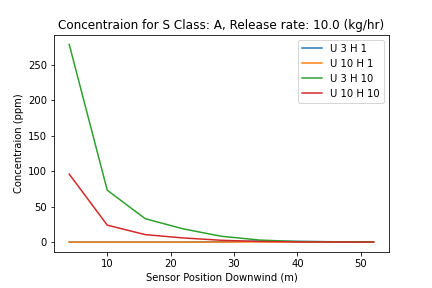 Concentraion for S Class: A, Release rate: 10.0 (kg/hr)
U 3 H 1
U 10 H 1
U 3 H 10
U 10 H 10
Concentraion (ppm)
250
200
150
100
50
0
10
20
30
40
50
Sensor Position Downwind (m)